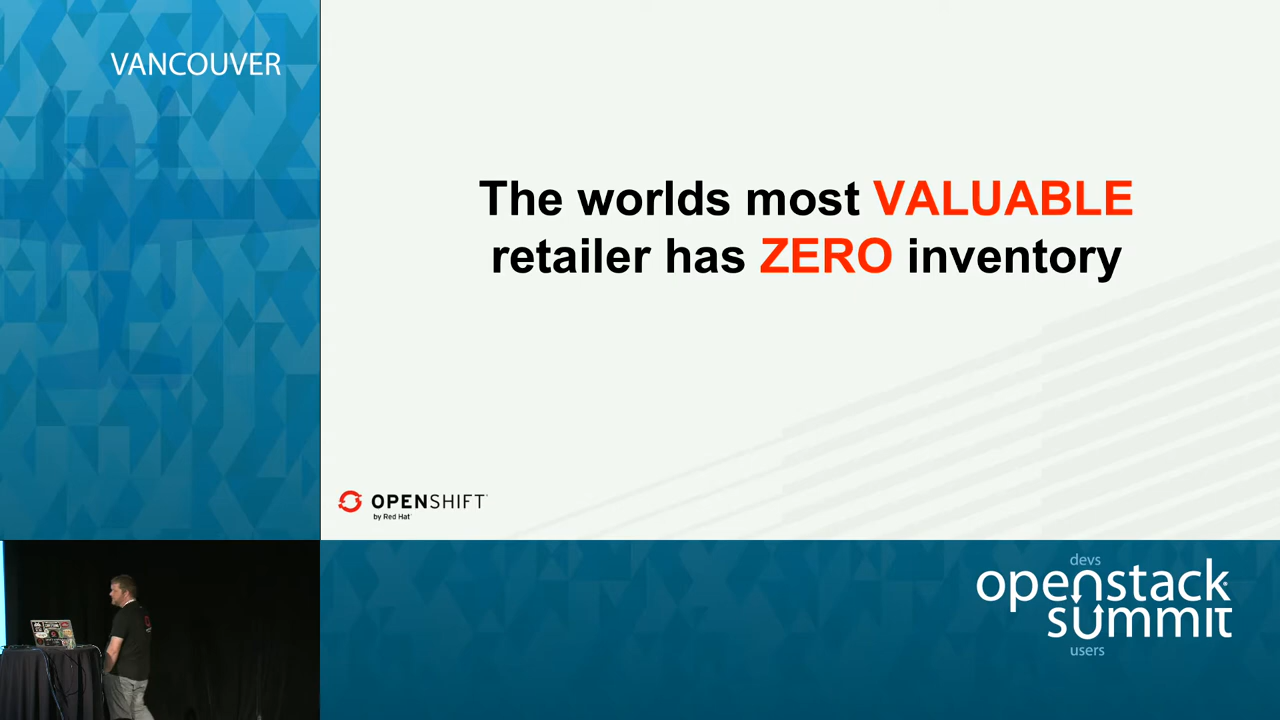 VANCOUVER
The worlds most VALUABLE
retailer has ZERO inventory
OPENSHIFT
by Red Hat
devs
openstack
summit
users